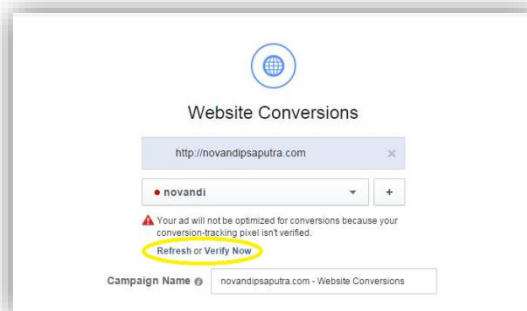 Website Conversions
http://novandipsaputra.com
novandi
Your ad will not be optimized for conversions because your
conversion-tracking pixel isn't verified.
Refresh or Verify Now
Campaign Name novandipsaputra.com - Website Conversions